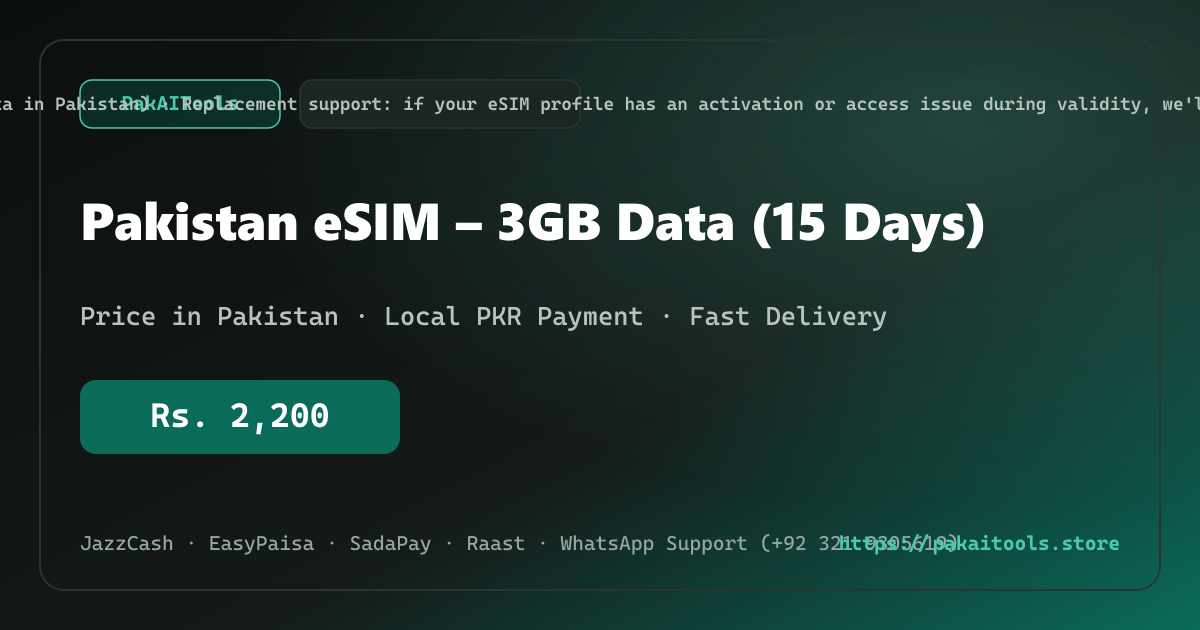 PakAITools
ta in Pakistan). Replacement support: if your eSIM profile has an activation or access issue during validity, we'l
Pakistan eSIM – 3GB Data (15 Days)
Price in Pakistan · Local PKR Payment · Fast Delivery
Rs. 2,200
JazzCash · EasyPaisa · SadaPay · Raast · WhatsApp Support (+92 321
https://pakaitools.store